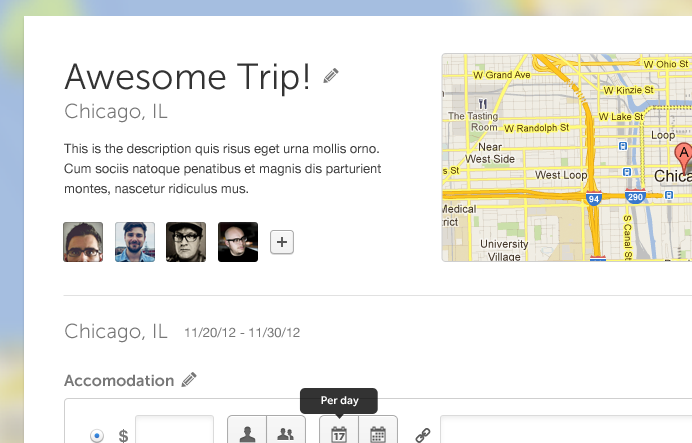 Awesome Trip!
Chicago, IL
This is the description quis risus eget urna mollis orno.
Cum sociis natoque penatibus et magnis dis parturient
montes, nascetur ridiculus mus.
W Ohio St
W Grand Ave
W Kinzie St
The Tasting
Room
W Lake St
W Randolph St
Loop
Near
West Side
A
West Loop
Chica
s St
94
290
Medical
trict
S Canal St
University
Village
Chicago, IL 11/20/12 - 11/30/12
Accomodation
Per day
$
17